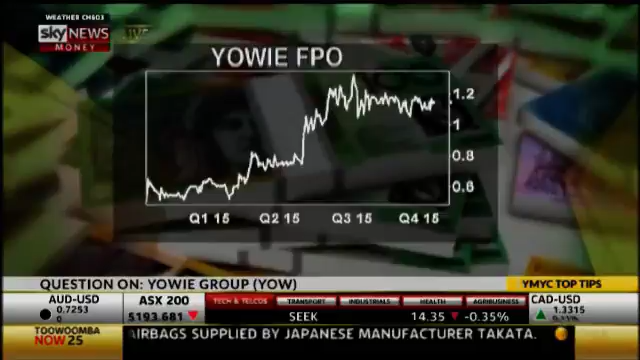 WEATHER CH603
sky NEWS LIVE
MONEY
YOWIE FPO
1.2
1
0.8
0.6
Q1 15 Q2 15 Q3 15 Q4 15
QUESTION ON: YOWIE GROUP (YOW) YMYC TOP TIPS
AUD-USD ASX 200 TECH & TELCOS TRANSPORT INDUSTRIALS HEALTH AGRIBUSINESS CAD-USD
0.7253 5193.681 SEEK 14.35 -0.35% 1.3315
0
TOOWOOMBA
NOW 25 AIRBAGS SUPPLIED BY JAPANESE MANUFACTURER TAKATA.